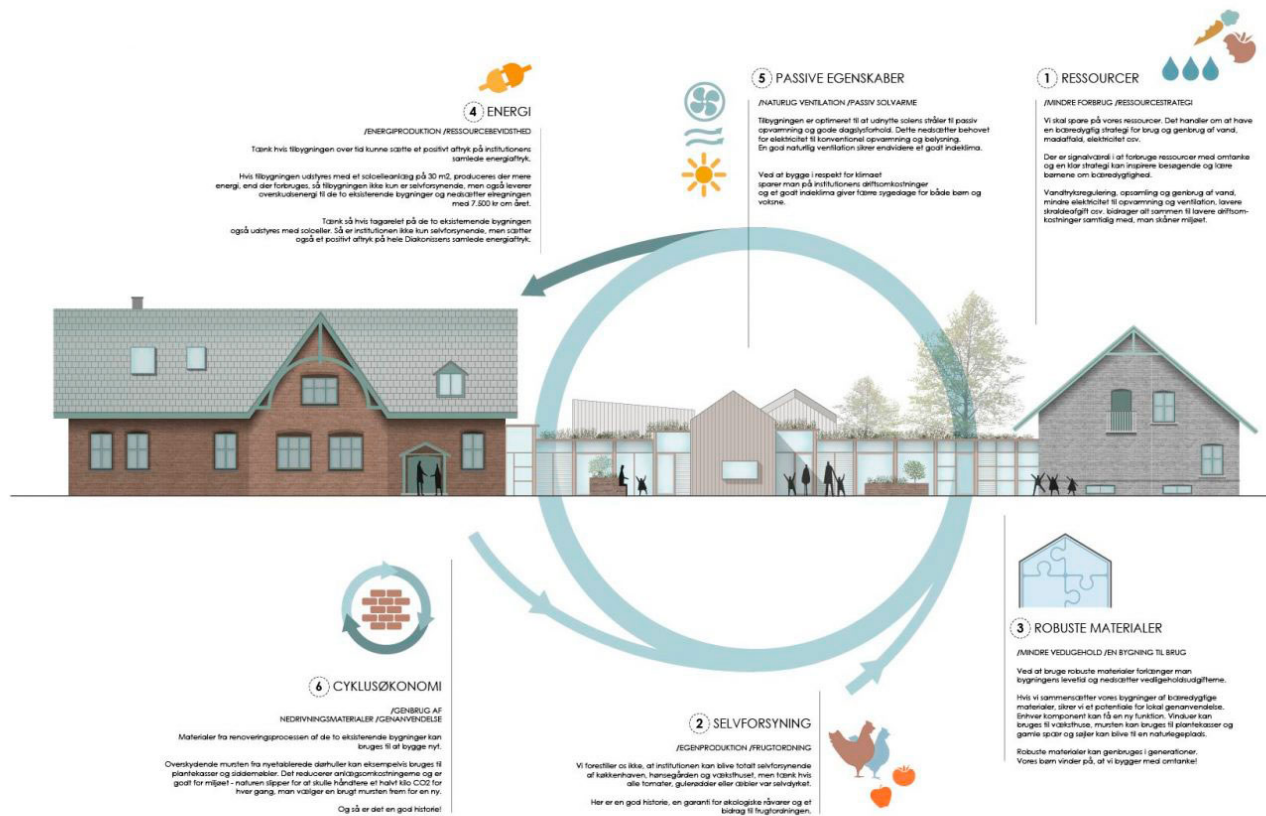 1 RESSOURCER
/MINDRE FORBRUG /RESSOURCESTRATEGI
Vi skal spare på vores ressourcer. Det handler om at have
en bæredygtig strategi for brug og genbrug af vand,
madaffald, elektricitet osv.
Der er signalværdi i at forbruge ressourcer med omtanke
og en klar strategi kan inspirere besøgende og lære
børnene om bæredygtighed.
Vandtryksregulering, opsamling og genbrug af vand,
mindre elektricitet til opvarmning og ventilation, lavere
skraldeafgift osv. bidrager alt sammen til lavere driftsom-
kostninger samtidig med, man skåner miljøet.
2 SELVFORSYNING
/EGENPRODUKTION /FRUGTORDNING
Vi forestiller os ikke, at institutionen kan blive totalt selvforsynende
af køkkenhaven, hønsegården og væksthuset, men tænk hvis
alle tomater, gulerødder eller æbler var selvdyrket.
Her er en god historie, en garanti for økologiske råvarer og et
bidrag til frugtordningen.
3 ROBUSTE MATERIALER
/MINDRE VEDLIGEHOLD /EN BYGNING TIL BRUG
Ved at bruge robuste materialer forlænger man
bygningens levetid og nedsætter vedligeholdsudgifterne.
Hvis vi sammensætter vores bygninger af bæredygtige
materialer, sikrer vi et potentiale for lokal genanvendelse.
Enhver komponent kan få en ny funktion. Vinduer kan
bruges til væksthuse, mursten kan bruges til plantekasser og
gamle spær og søjler kan blive til en naturlegeplads.
Robuste materialer kan genbruges i generationer.
Vores børn vinder på, at vi bygger med omtanke!
4 ENERGI
/ENERGIPRODUKTION /RESSOURCEBEVIDSTHED
Tænk hvis tilbygningen over tid kunne sætte et positivt aftryk på institutionens
samlede energiaftryk.
Hvis tilbygningen udstyres med et solcelleanlæg på 30 m2, produceres der mere
energi, end der forbruges, så tilbygningen ikke kun er selvforsynende, men også leverer
overskudsenergi til de to eksisterende bygninger og nedsætter elregningen
med 7.500 kr om året.
Tænk så hvis tagarealet på de to eksisternende bygningen
også udstyres med solceller. Så er institutionen ikke kun selvforsynende, men sætter
også et positivt aftryk på hele Diakonissens samlede energiaftryk.
5 PASSIVE EGENSKABER
/NATURLIG VENTILATION /PASSIV SOLVARME
Tilbygningen er optimeret til at udnytte solens stråler til passiv
opvarmning og gode dagslysforhold. Dette nedsætter behovet
for elektricitet til konventionel opvarmning og belysning.
En god naturlig ventilation sikrer endvidere et godt indeklima.
Ved at bygge i respekt for klimaet
sparer man på institutionens driftsomkostninger
og et godt indeklima giver færre sygedage for både børn og
voksne.
6 CYKLUSØKONOMI
/GENBRUG AF
NEDRIVNINGSMATERIALER /GENANVENDELSE
Materialer fra renoveringsprocessen af de to eksisterende bygninger kan
bruges til at bygge nyt.
Overskydende mursten fra nyetablerede dørhuller kan eksempelvis bruges til
plantekasser og siddemøbler. Det reducerer anlægsomkostningerne og er
godt for miljøet - naturen slipper for at skulle håndtere et halvt kilo CO2 for
hver gang, man vælger en brugt mursten frem for en ny.
Og så er det en god historie!